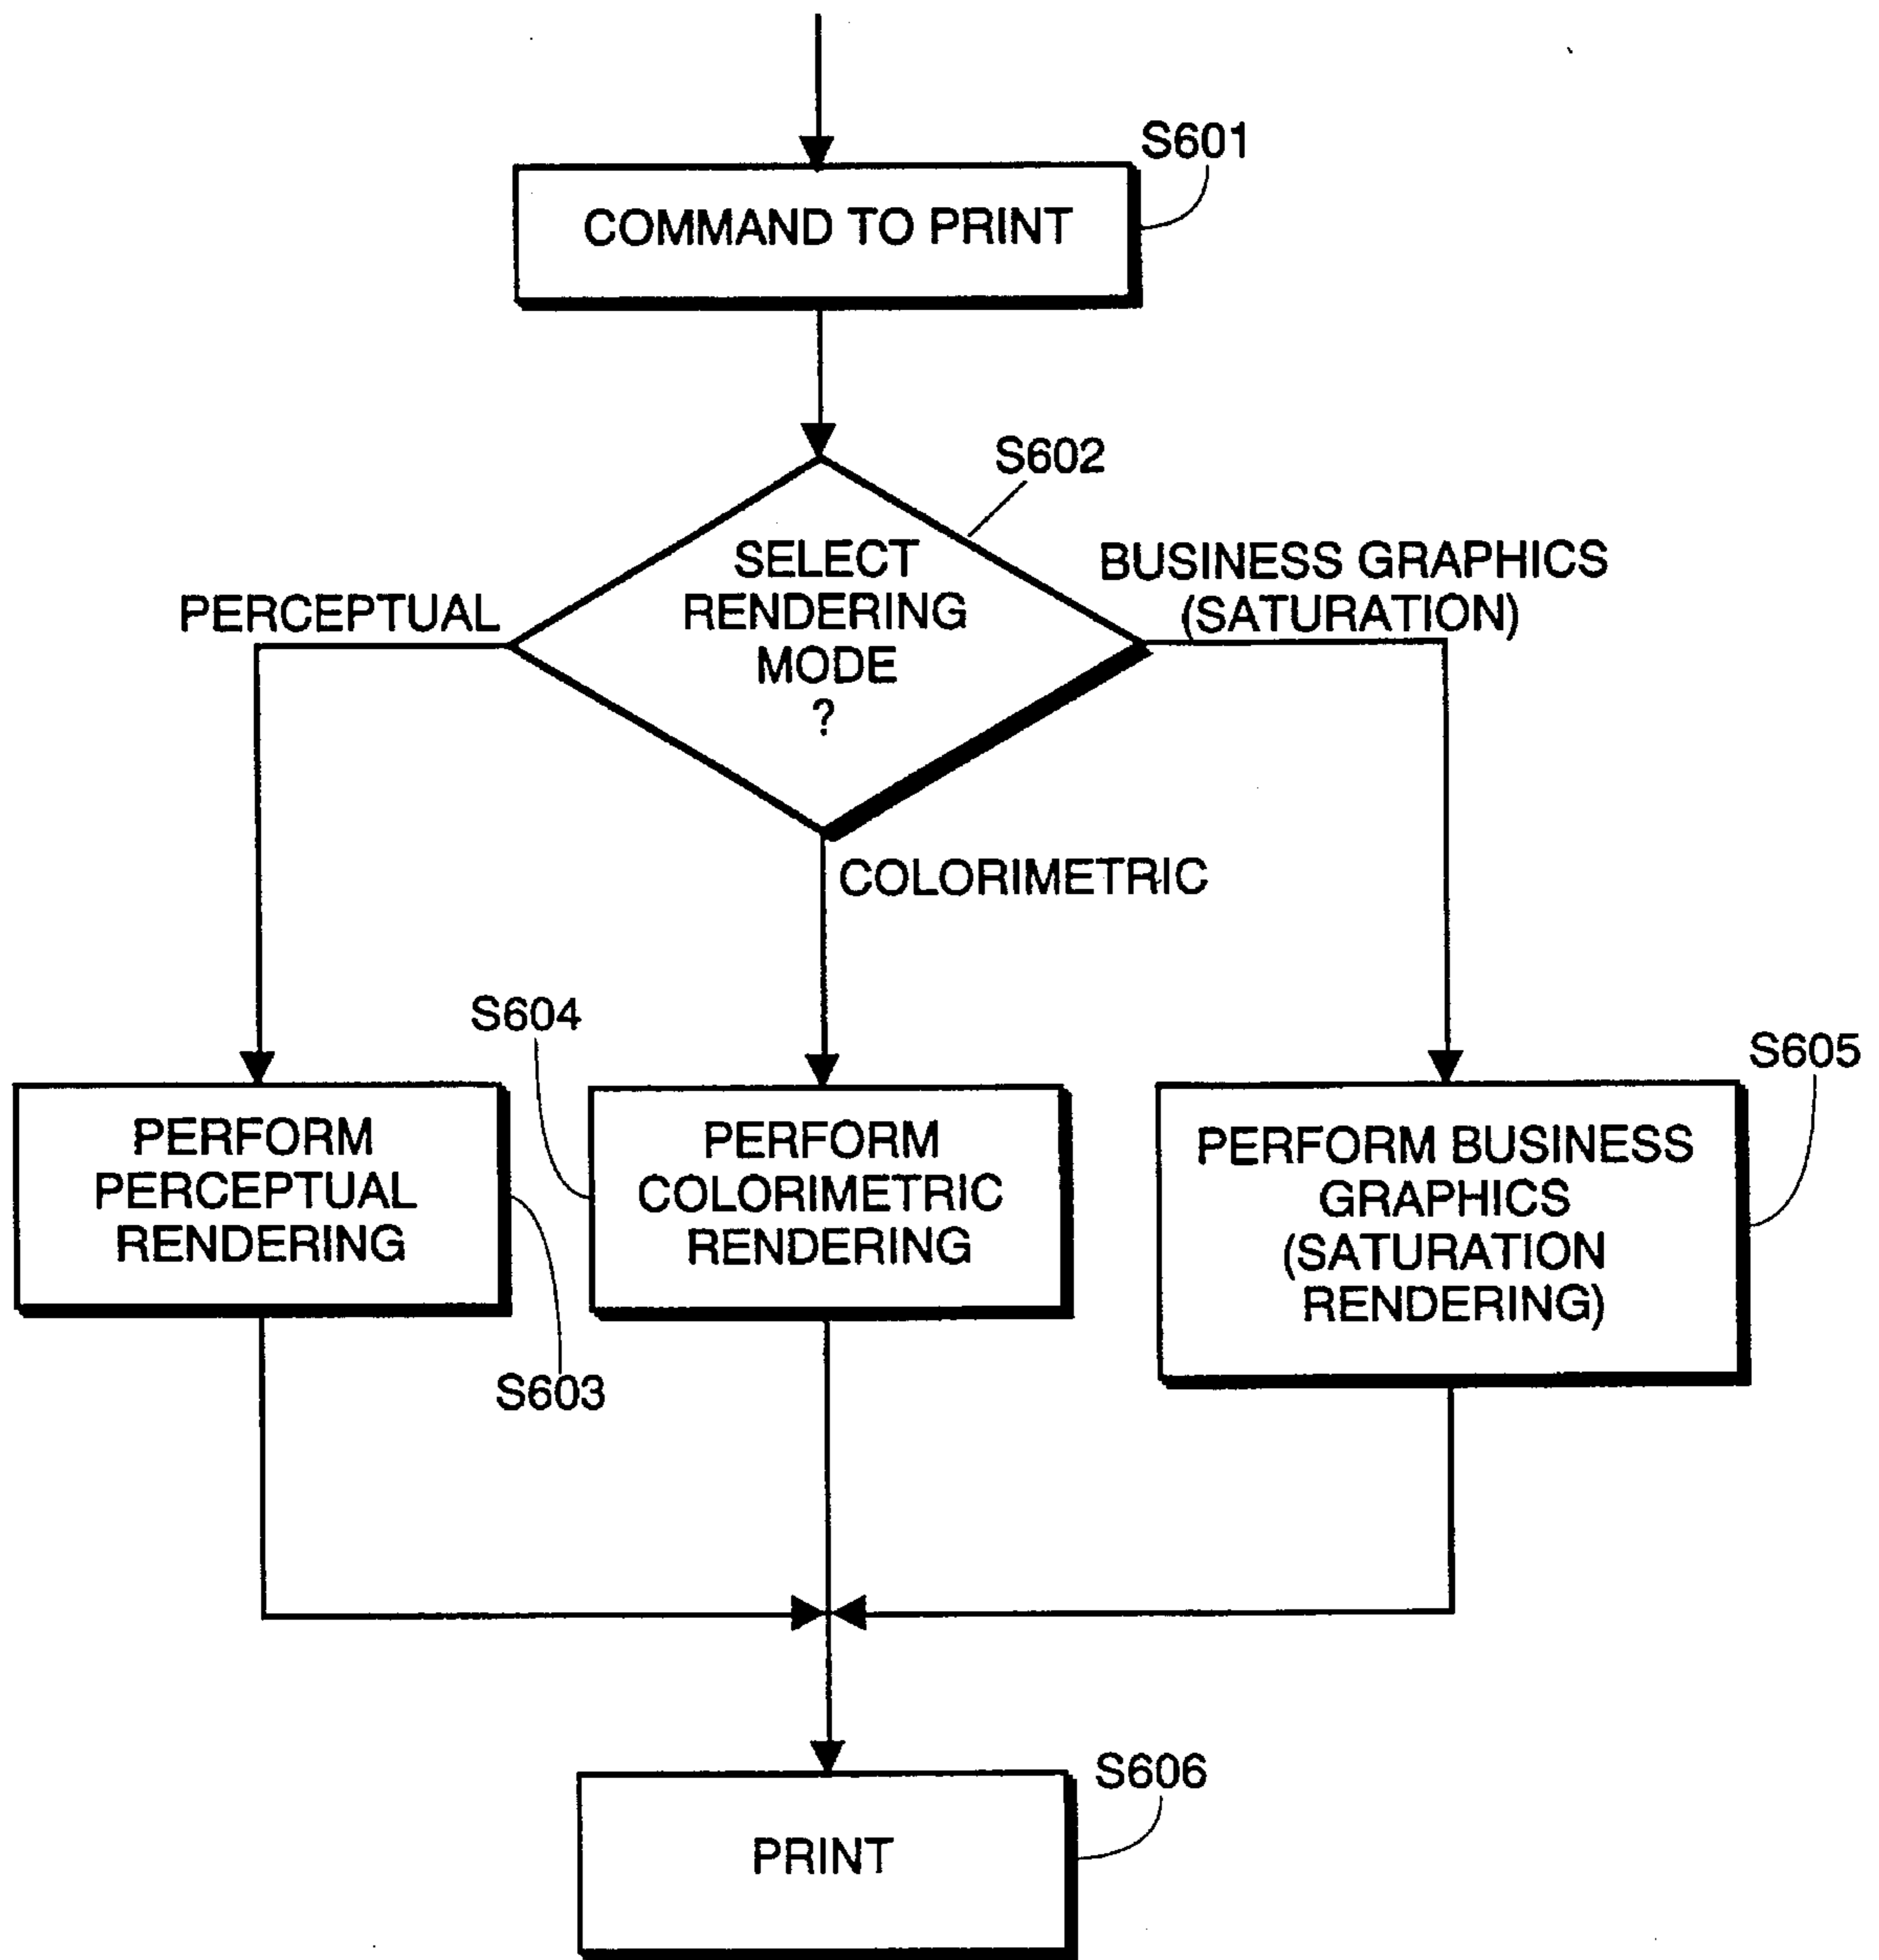 S601
COMMAND TO PRINT
S602
SELECT
RENDERING
MODE
?
PERCEPTUAL
BUSINESS GRAPHICS
(SATURATION)
COLORIMETRIC
S604
S605
PERFORM
PERCEPTUAL
RENDERING
PERFORM
COLORIMETRIC
RENDERING
PERFORM BUSINESS
GRAPHICS
(SATURATION
RENDERING)
S603
S606
PRINT